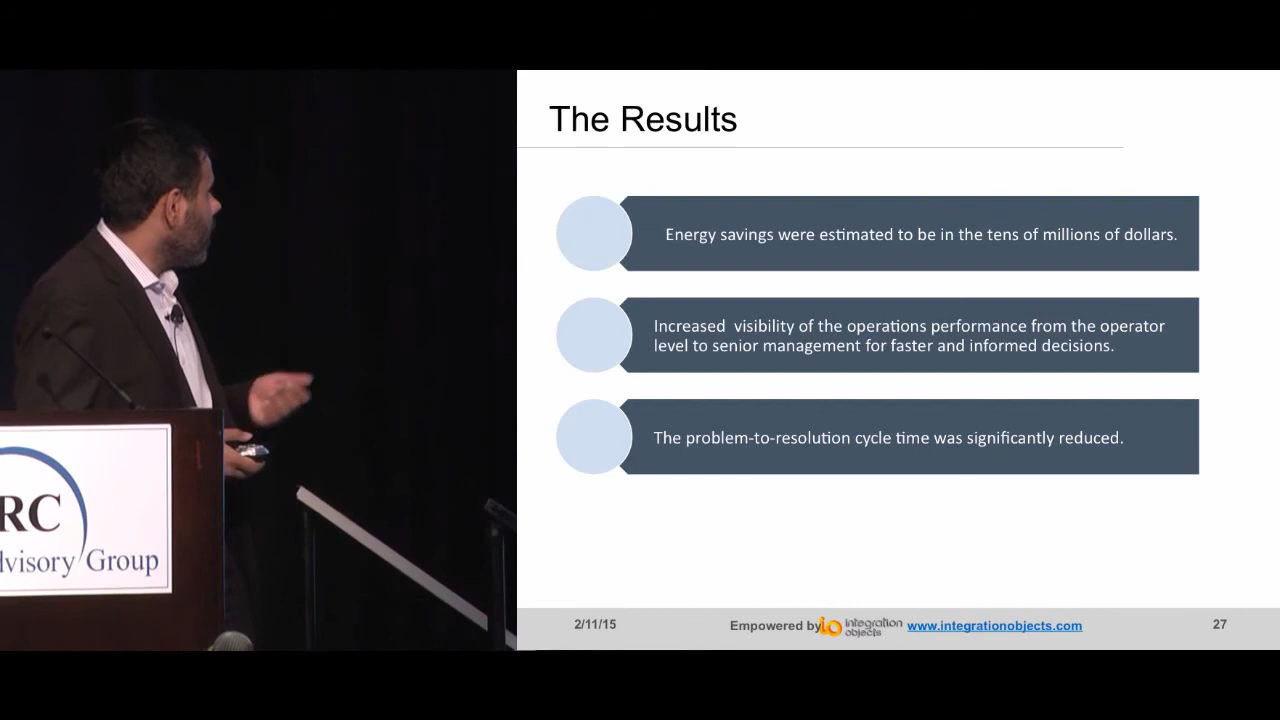 The Results
Energy savings were estimated to be in the tens of millions of dollars.
Increased  visibility of the operations performance from the operator
level to senior management for faster and informed decisions.
The problem-to-resolution cycle time was significantly reduced.
RC
dvisory Group
2/11/15
Empowered by
integration
objects
www.integrationobjects.com
27